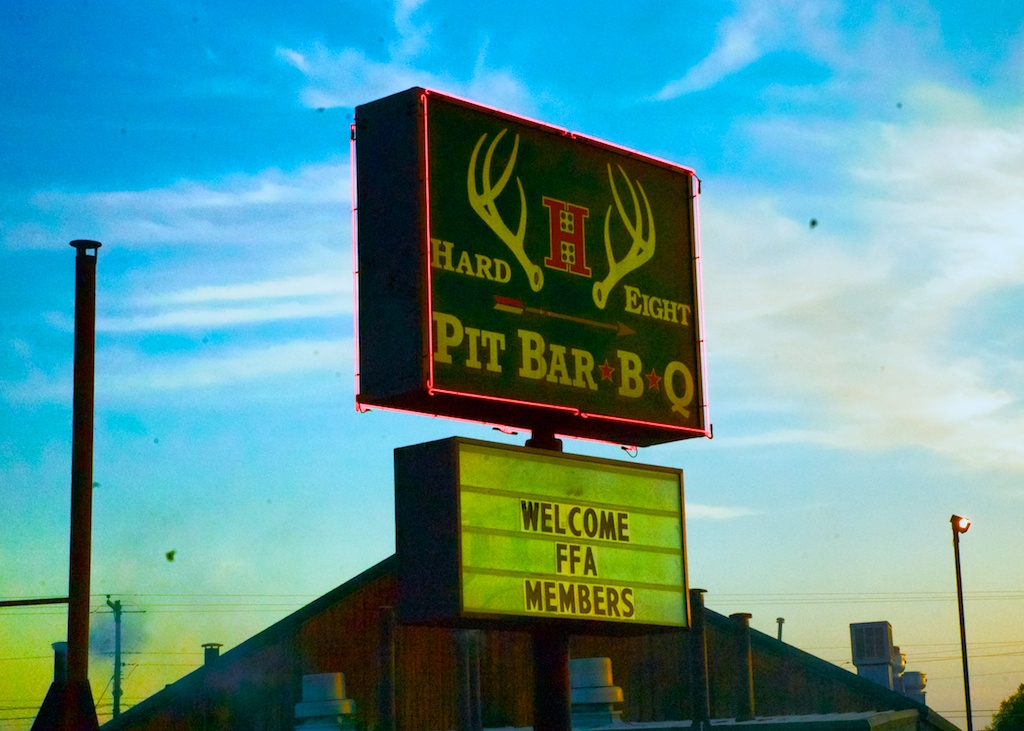 H
HARD EIGHT
PIT BAR★B★Q
WELCOME
FFA
MEMBERS